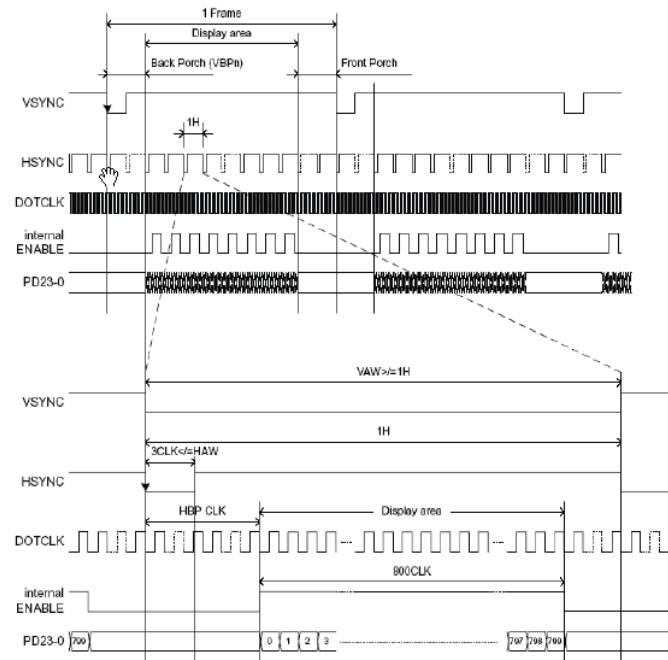 1 Frame
Display area
Back Porch (VBPn)
Front Porch
VSYNC
1H
HSYNC
DOTCLK
internal
ENABLE
PD23-0
VAW>/=1H
VSYNC
1H
3CLK</=HAW
HSYNC
HBP CLK
Display area
DOTCLK
800CLK
internal
ENABLE
PD23-0
799
0 1 2 3
797 798 799